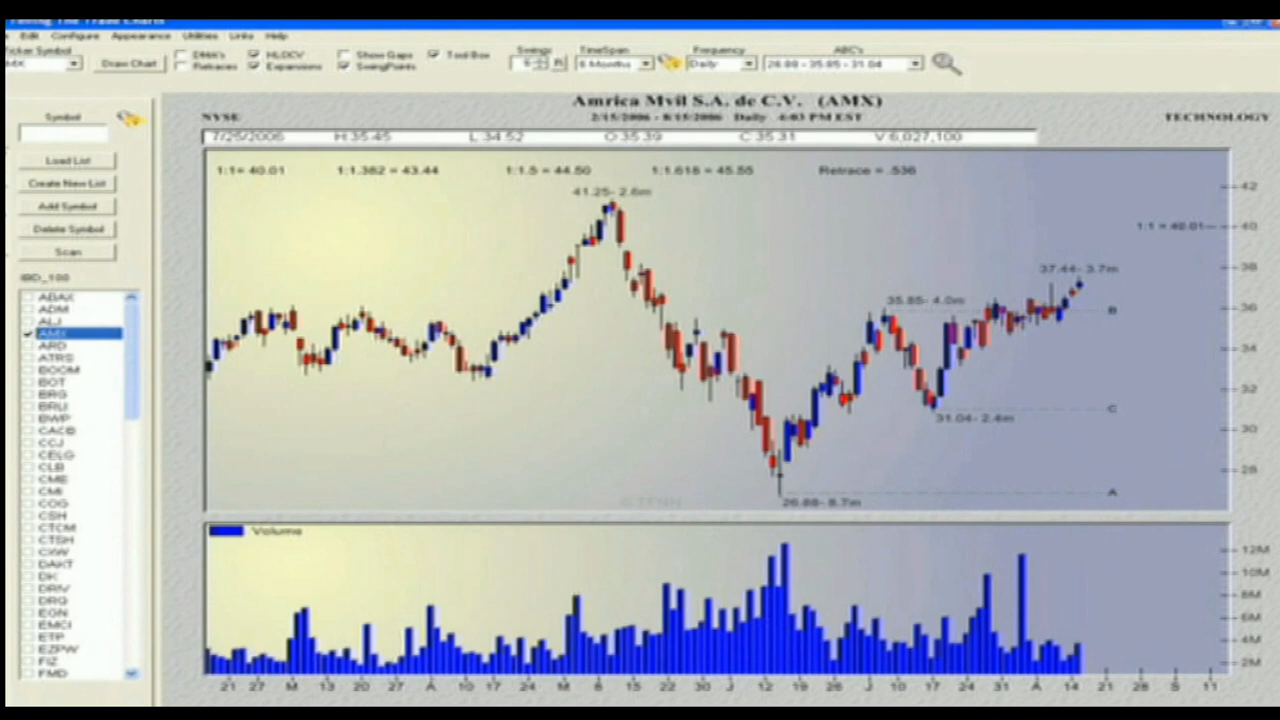 Edit Configure Appearance Utilities Links Help
Ticker Symbol
Draw Chart
DMA's
Retraces
HLOCV
Expansions
Show Gaps
SwingPoints
Tool Box
Swings
TimeSpan
6 Months
Frequency
Daily
ABC's
26.88 - 35.85 - 31.04
Amrica Mvil S.A. de C.V. (AMX)
NYSE
2/15/2006 - 8/15/2006 Daily 4:03 PM EST
TECHNOLOGY
7/25/2006 H:35.45 L:34.52 O:35.39 C:35.31 V:6,027,100
Symbol
Load List
Create New List
Add Symbol
Delete Symbol
Scan
IBD_100
ABAX
ADM
ALJ
AMX
ARD
ATRS
BOOM
BOT
BRG
BRLI
BWP
CACB
CCJ
CELG
CLB
CMB
CMI
COG
CSH
CTCM
CTSH
CXW
DAKT
DK
DRIV
DRQ
EGN
EMCI
ETP
EZPW
FIZ
FMD
1:1= 40.01 1:1.382 = 43.44 1:1.5 = 44.50 1:1.618 = 45.55 Retrace = .536
41.25- 2.6m
42
1:1 = 40.01
40
37.44- 3.7m
38
35.85- 4.0m
B
36
34
32
C
31.04- 2.4m
30
28
A
26.88- 8.7m
Volume
12M
10M
8M
6M
4M
2M
21 27 M 13 20 27 A 10 17 24 M 8 15 22 30 J 12 19 26 J 10 17 24 31 A 14 21 28 S 11